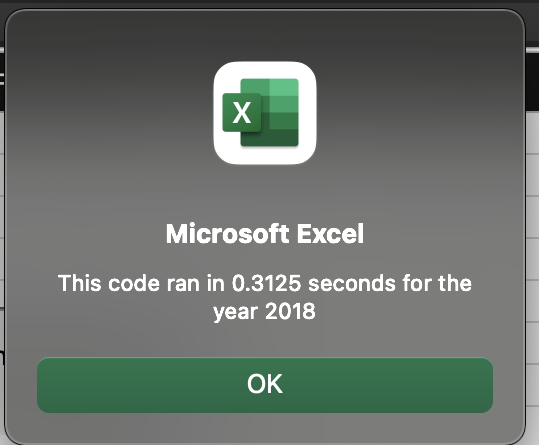 X
Microsoft Excel
This code ran in 0.3125 seconds for the
year 2018
OK